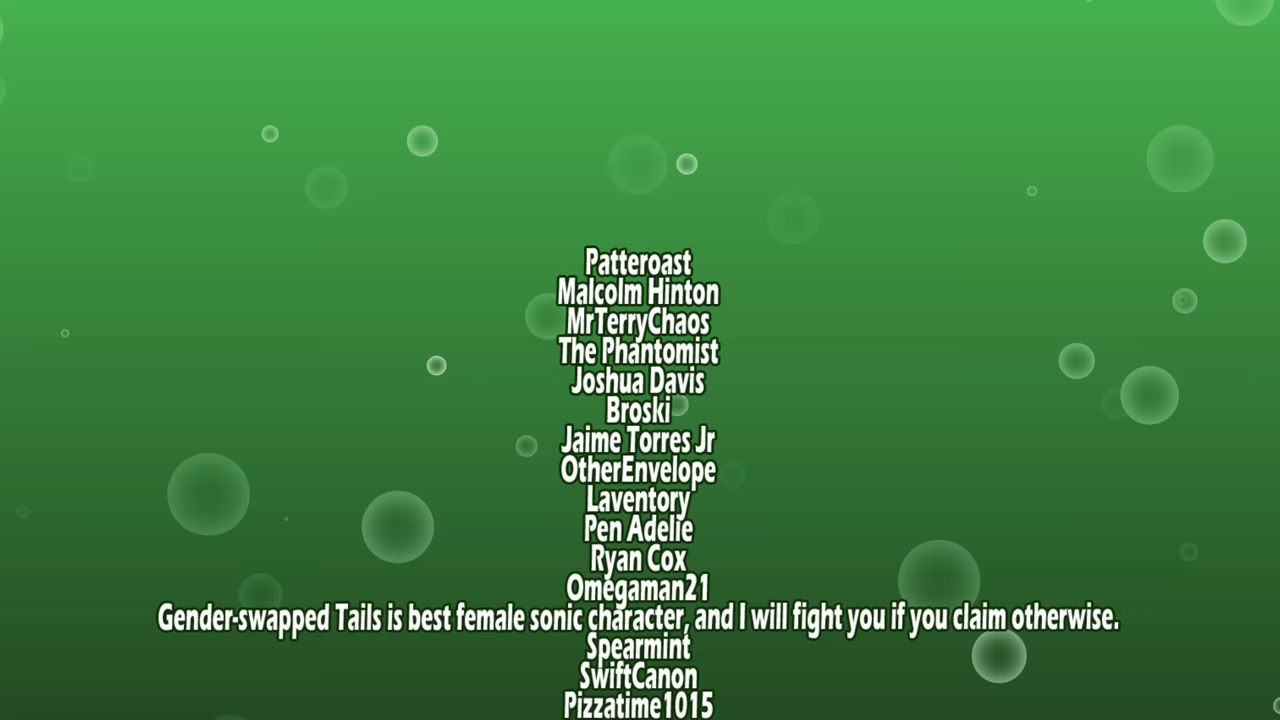 Patteroast
Malcolm Hinton
MrTerryChaos
The Phantomist
Joshua Davis
Broski
Jaime Torres Jr
OtherEnvelope
Laventory
Pen Adelie
Ryan Cox
Omegaman21
Gender-swapped Tails is best female sonic character, and I will fight you if you claim otherwise.
Spearmint
SwiftCanon
Pizzatime1015